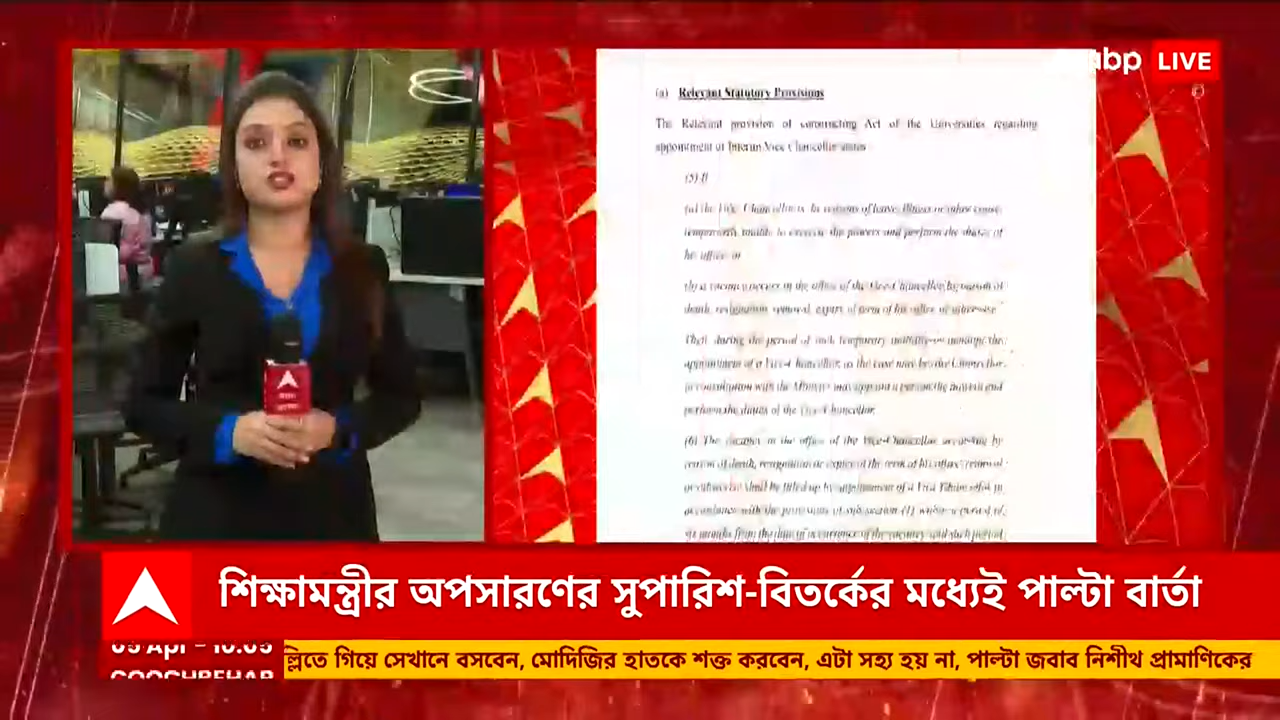 abp LIVE
(a) Relevant Statutory Provisions
The Relevant provision of constructing Act of the Universities regarding
appointment of Interim Vice Chancellor states
(5) If
(a) the Vice-Chancellor is, by reasons of leave, illness or other cause,
temporarily unable to exercise the powers and perform the duties of
his office, or
(b) a vacancy occurs in the office of the Vice-Chancellor by reason of
death, resignation, removal, expiry of term of his office or otherwise
Then during the period of such temporary
appointment of a Vice-Chancellor, as the case may be the Chancellor
in consultation with the Minister may appoint a person
perform the duties of the Vice-Chancellor.
(6) The vacancy in the office of the Vice-Chancellor occurring by
reason of death, resignation or expiry of the term of his office, removal
or otherwise shall be filled up by appointment of a Vice
accordance with the provisions of sub-section (1) within a period of
six months from the date of occurrence of the vacancy, and such period
শিক্ষামন্ত্রীর অপসারণের সুপারিশ-বিতর্কের মধ্যেই পাল্টা বার্তা
05 Apr - 10:05
COOCHBEHAR
ল্লিতে গিয়ে সেখানে বসবেন, মোদিজির হাতকে শক্ত করবেন, এটা সহ্য হয় না, পাল্টা জবাব নিশীথ প্রামাণিকের